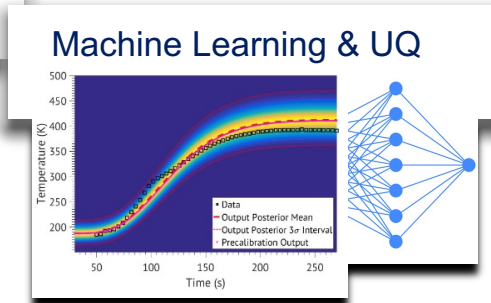 Machine Learning & UQ
500
450
400
350
300
250
200
Temperature (K)
Data
Output Posterior Mean
Output Posterior 3σ Interval
Precalibration Output
50 100 150 200 250
Time (s)